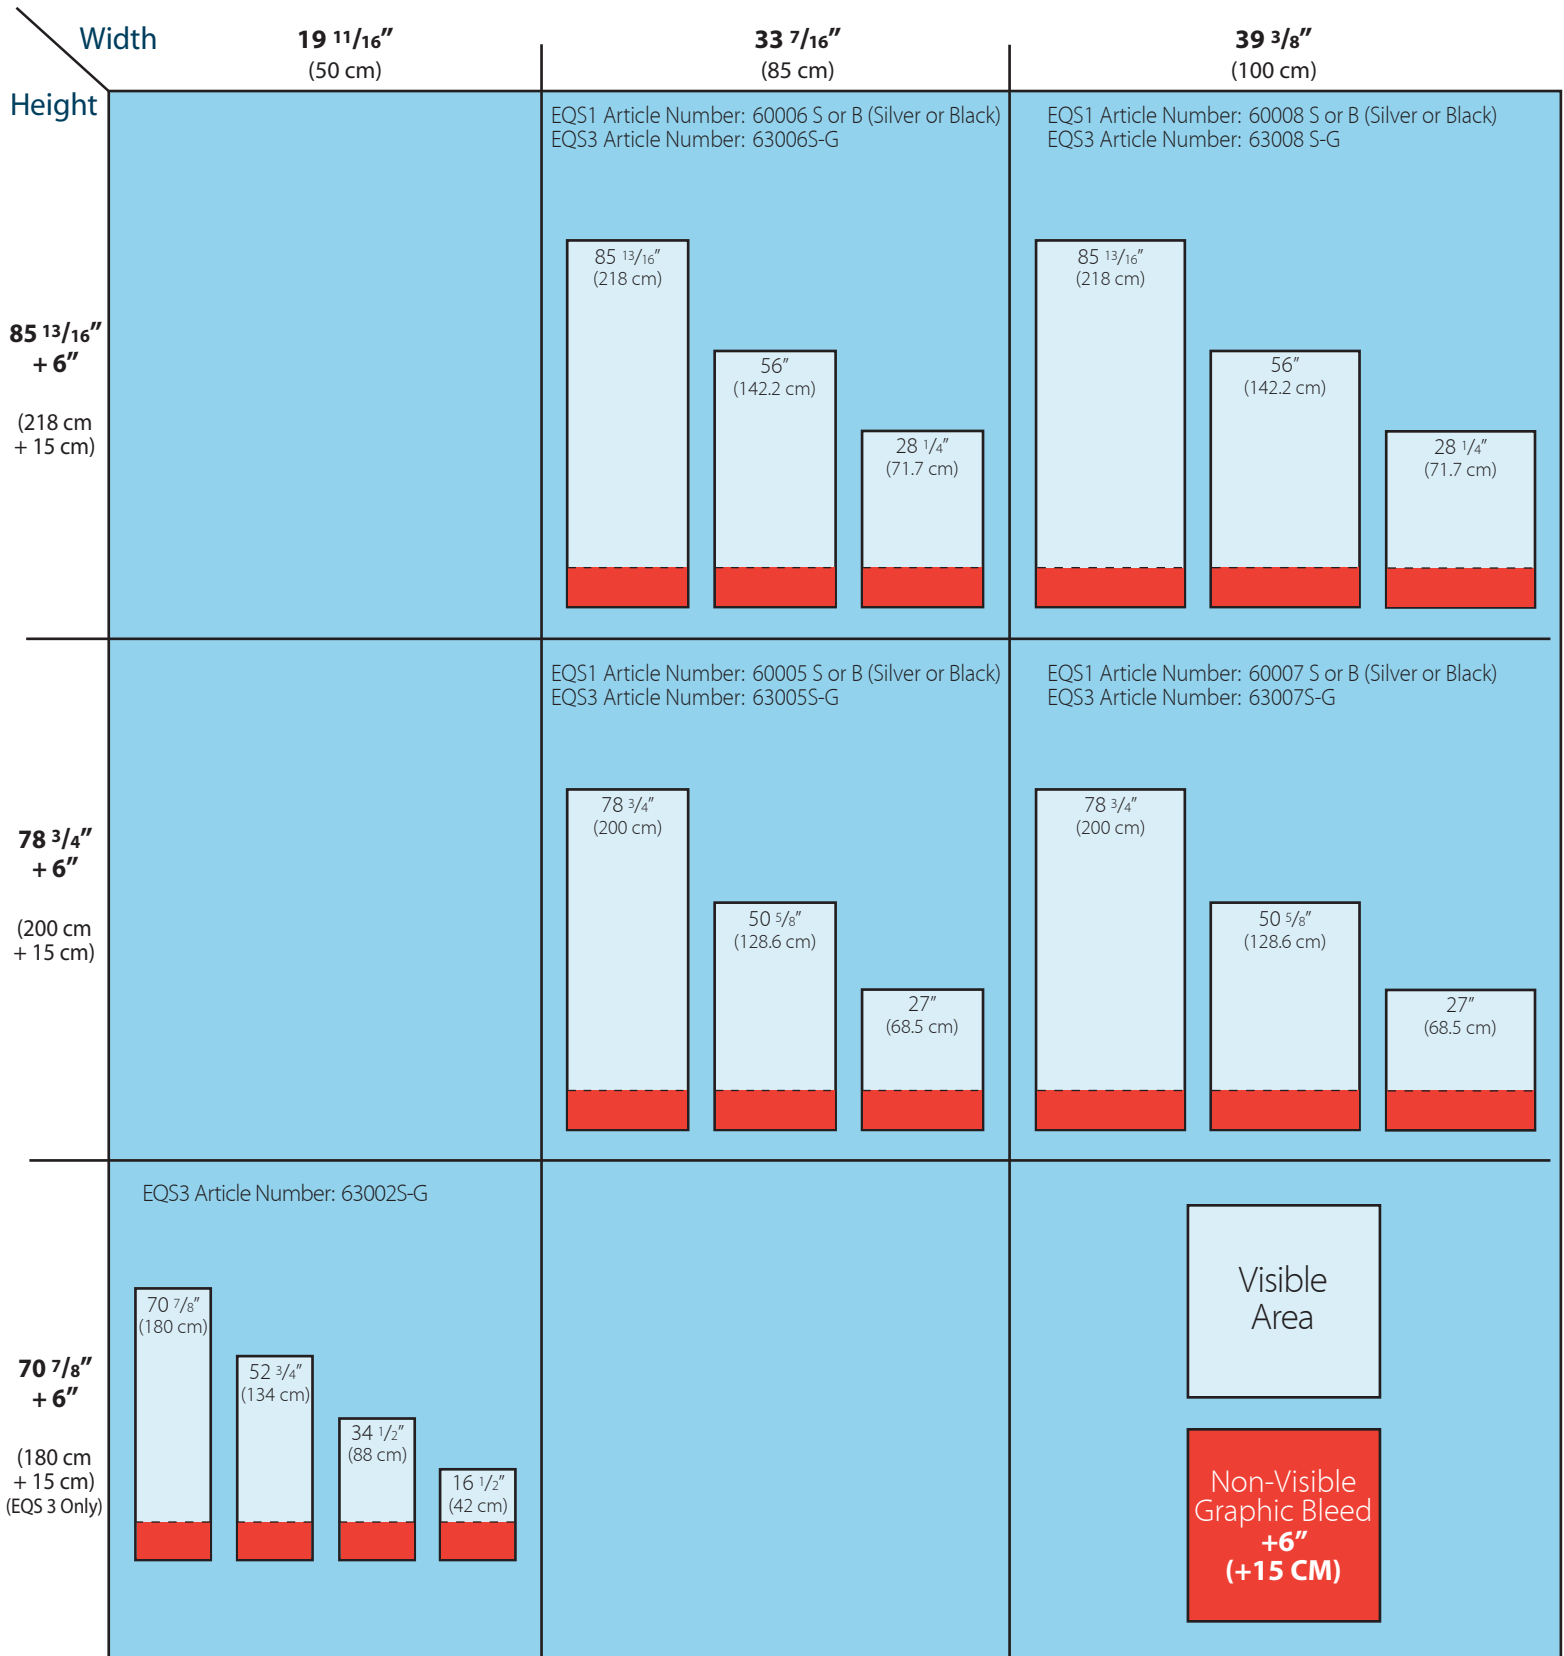 Width
19 11/16"
(50 cm)
33 7/16"
(85 cm)
39 3/8"
(100 cm)
Height
EQS1 Article Number: 60006 S or B (Silver or Black)
EQS3 Article Number: 63006S-G
EQS1 Article Number: 60008 S or B (Silver or Black)
EQS3 Article Number: 63008 S-G
85 13/16"
+ 6"
(218 cm
+ 15 cm)
85 13/16"
(218 cm)
56"
(142.2 cm)
28 1/4"
(71.7 cm)
85 13/16"
(218 cm)
56"
(142.2 cm)
28 1/4"
(71.7 cm)
EQS1 Article Number: 60005 S or B (Silver or Black)
EQS3 Article Number: 63005S-G
EQS1 Article Number: 60007 S or B (Silver or Black)
EQS3 Article Number: 63007S-G
78 3/4"
+ 6"
(200 cm
+ 15 cm)
78 3/4"
(200 cm)
50 5/8"
(128.6 cm)
27"
(68.5 cm)
78 3/4"
(200 cm)
50 5/8"
(128.6 cm)
27"
(68.5 cm)
EQS3 Article Number: 63002S-G
70 7/8"
+ 6"
(180 cm
+ 15 cm)
(EQS 3 Only)
70 7/8"
(180 cm)
52 3/4"
(134 cm)
34 1/2"
(88 cm)
16 1/2"
(42 cm)
Visible
Area
Non-Visible
Graphic Bleed
+6"
(+15 CM)